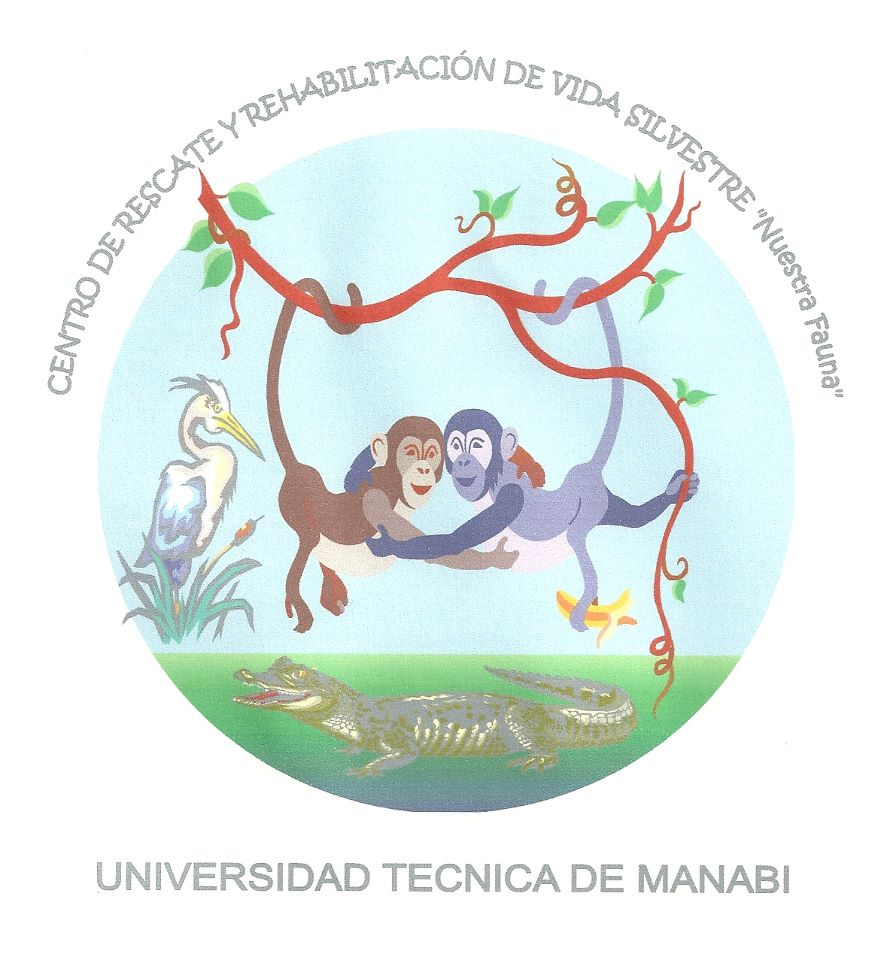 CENTRO DE RESCATE Y REHABILITACIÓN DE VIDA SILVESTRE "Nuestra Fauna"
UNIVERSIDAD TECNICA DE MANABI